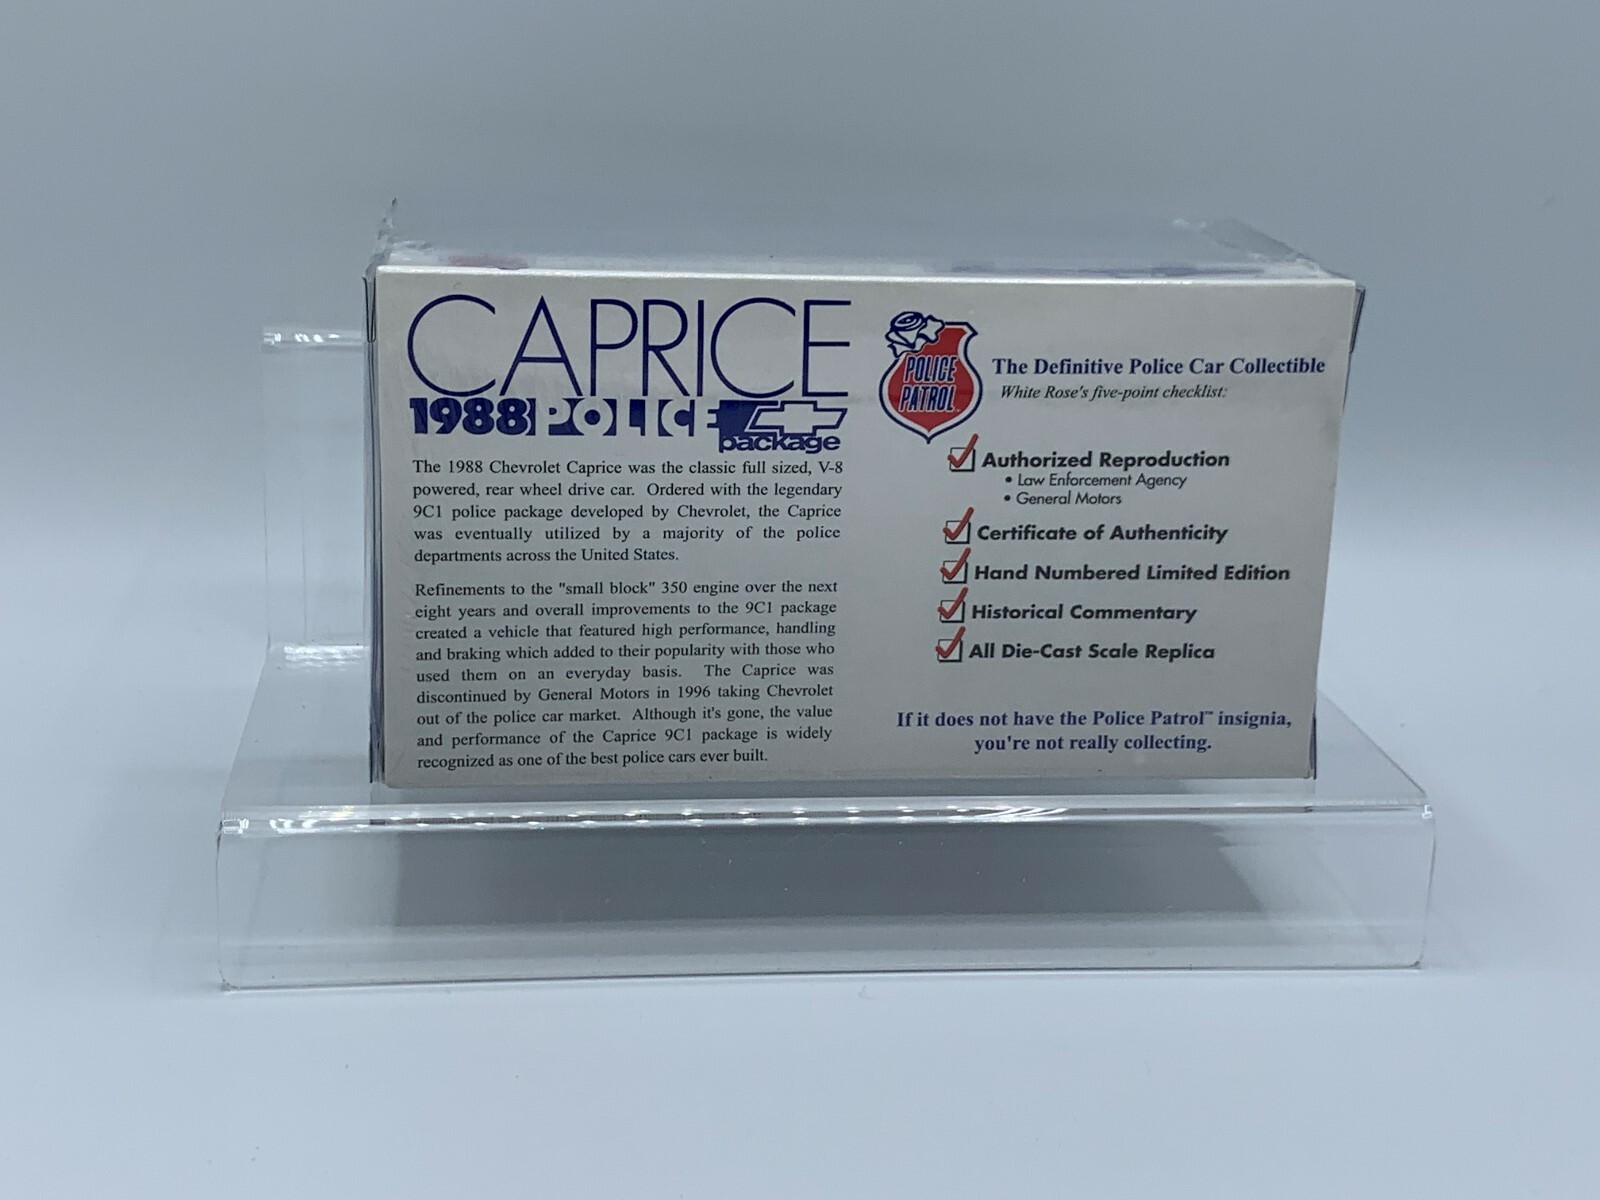 CAPRICE
1988 POLICE
package
The 1988 Chevrolet Caprice was the classic full sized, V-8
powered, rear wheel drive car. Ordered with the legendary
9C1 police package developed by Chevrolet, the Caprice
was eventually utilized by a majority of the police
departments across the United States.
Refinements to the "small block" 350 engine over the next
eight years and overall improvements to the 9C1 package
created a vehicle that featured high performance, handling
and braking which added to their popularity with those who
used them on an everyday basis. The Caprice was
discontinued by General Motors in 1996 taking Chevrolet
out of the police car market. Although it's gone, the value
and performance of the Caprice 9C1 package is widely
recognized as one of the best police cars ever built.
POLICE
PATROL
The Definitive Police Car Collectible
White Rose's five-point checklist:
Authorized Reproduction
• Law Enforcement Agency
• General Motors
Certificate of Authenticity
Hand Numbered Limited Edition
Historical Commentary
All Die-Cast Scale Replica
If it does not have the Police Patrol™ insignia,
you're not really collecting.